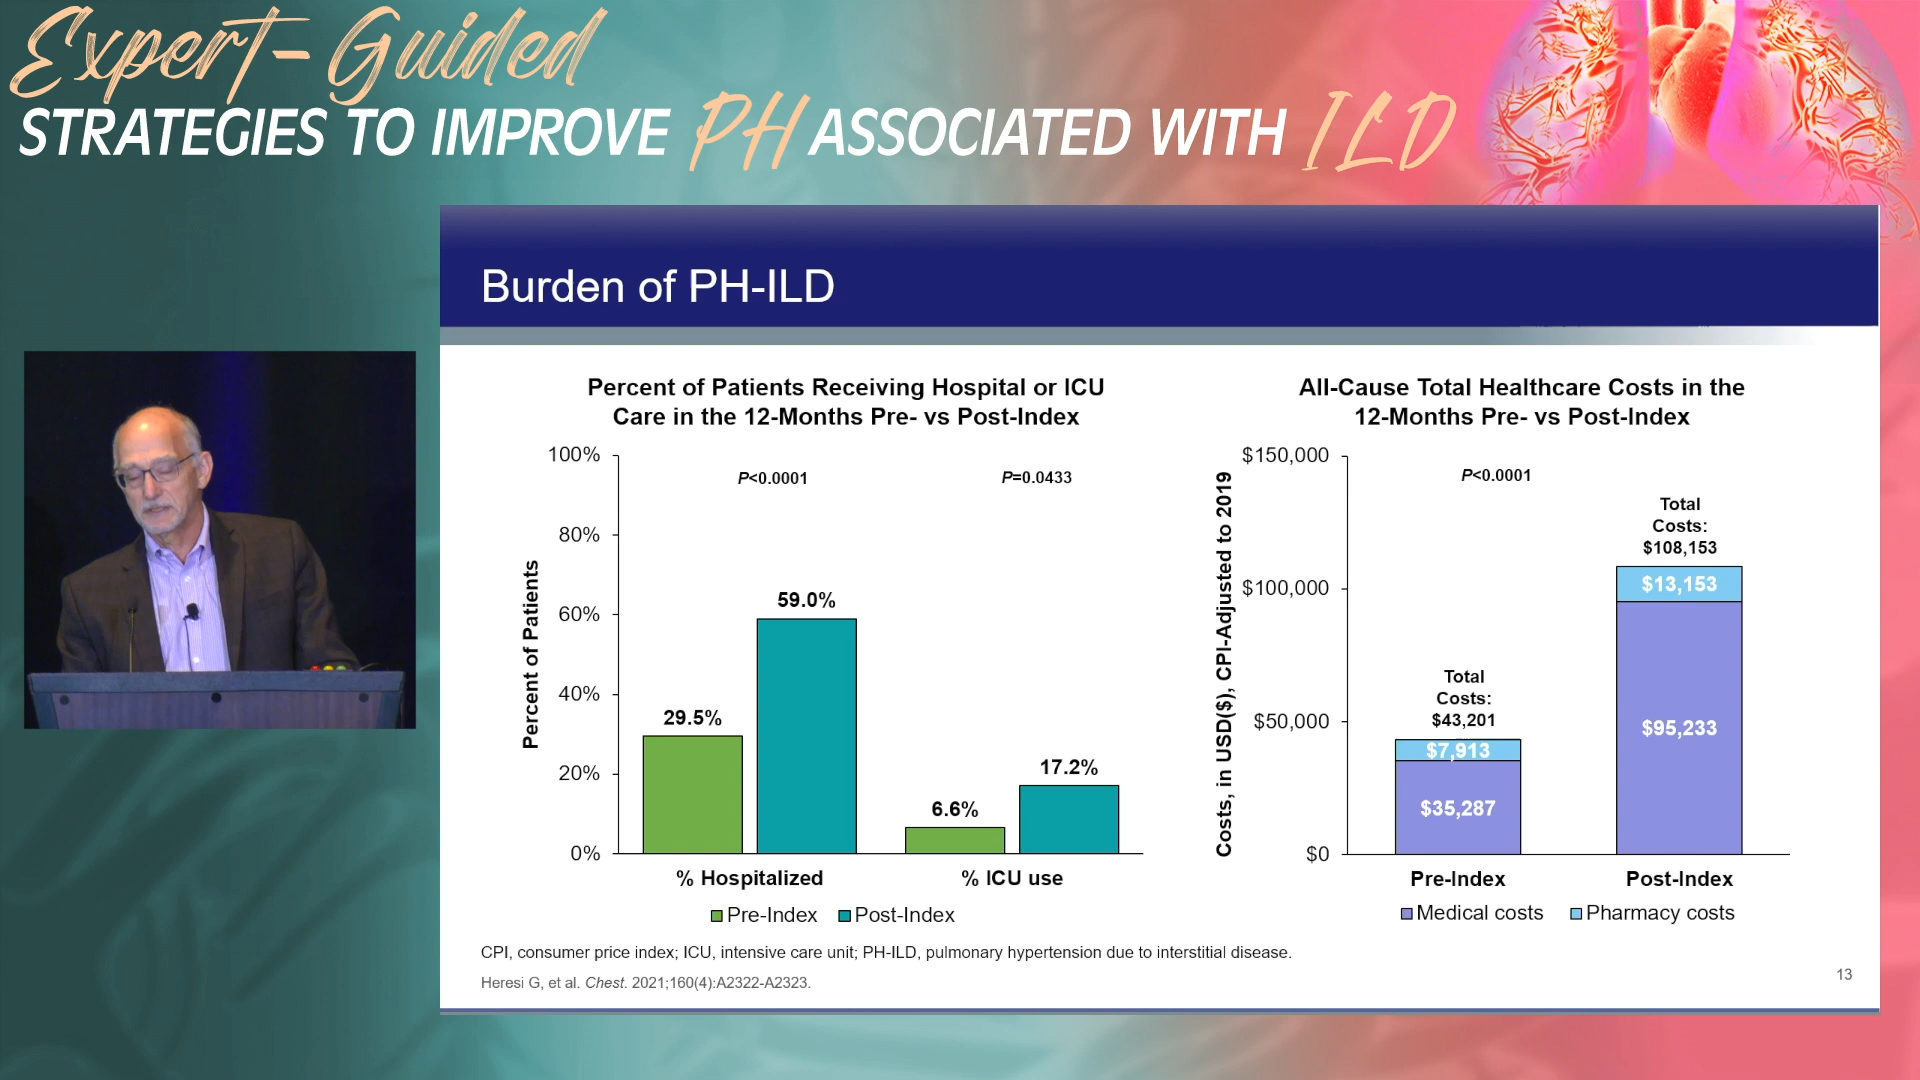 Expert-Guided
STRATEGIES TO IMPROVE PH ASSOCIATED WITH ILD
Burden of PH-ILD
Percent of Patients Receiving Hospital or ICU
Care in the 12-Months Pre- vs Post-Index
100%
80%
60%
40%
20%
0%
Percent of Patients
P<0.0001
P=0.0433
29.5%
59.0%
6.6%
17.2%
% Hospitalized
% ICU use
Pre-Index
Post-Index
All-Cause Total Healthcare Costs in the
12-Months Pre- vs Post-Index
Costs, in USD($), CPI-Adjusted to 2019
$150,000
$100,000
$50,000
$0
P<0.0001
Total
Costs:
$43,201
$7,913
$35,287
Total
Costs:
$108,153
$13,153
$95,233
Pre-Index
Post-Index
Medical costs
Pharmacy costs
CPI, consumer price index; ICU, intensive care unit; PH-ILD, pulmonary hypertension due to interstitial disease.
Heresi G, et al. Chest. 2021;160(4):A2322-A2323.
13